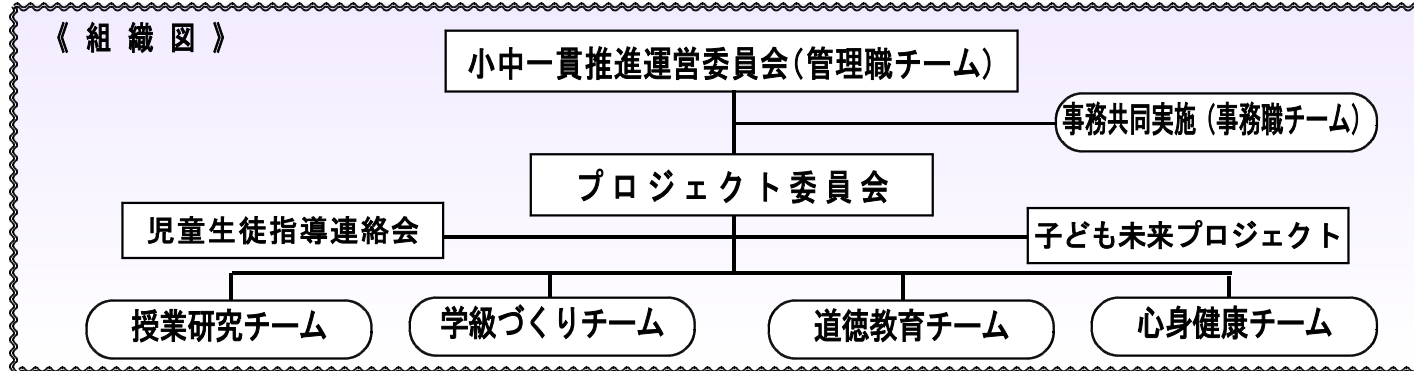 《 組 織 図 》
小中一貫推進運営委員会(管理職チーム)
事務共同実施(事務職チーム)
プロジェクト委員会
児童生徒指導連絡会
子ども未来プロジェクト
授業研究チーム
学級づくりチーム
道徳教育チーム
心身健康チーム